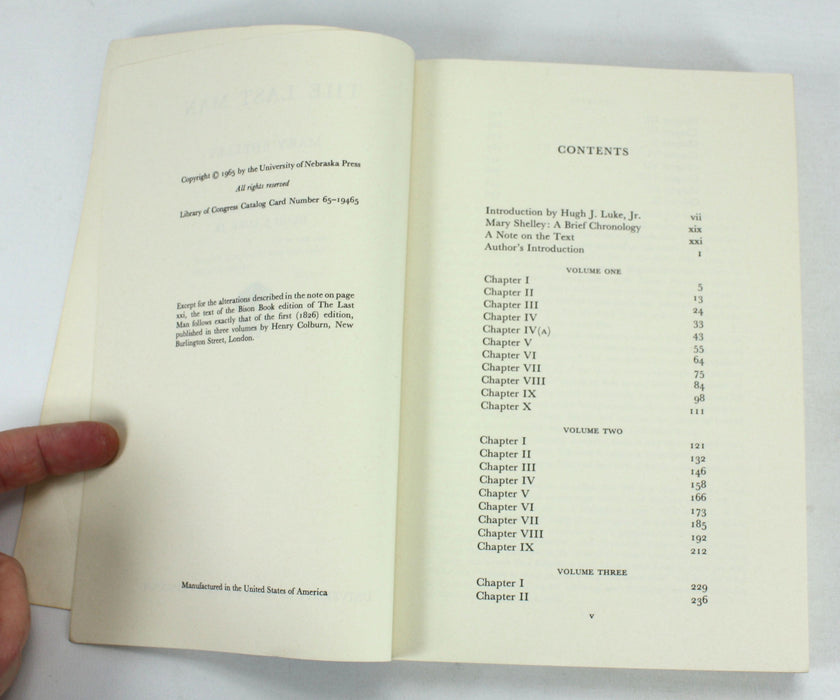 Copyright © 1965 by the University of Nebraska Press
All rights reserved
Library of Congress Catalog Card Number 65–19465
Except for the alterations described in the note on page
xxi, the text of the Bison Book edition of The Last
Man follows exactly that of the first (1826) edition,
published in three volumes by Henry Colburn, New
Burlington Street, London.
Manufactured in the United States of America
CONTENTS
Introduction by Hugh J. Luke, Jr. vii
Mary Shelley: A Brief Chronology xix
A Note on the Text xxi
Author's Introduction 1
VOLUME ONE
Chapter I 5
Chapter II 13
Chapter III 24
Chapter IV 33
Chapter IV(A) 43
Chapter V 55
Chapter VI 64
Chapter VII 75
Chapter VIII 84
Chapter IX 98
Chapter X 111
VOLUME TWO
Chapter I 121
Chapter II 132
Chapter III 146
Chapter IV 158
Chapter V 166
Chapter VI 173
Chapter VII 185
Chapter VIII 192
Chapter IX 212
VOLUME THREE
Chapter I 229
Chapter II 236
v